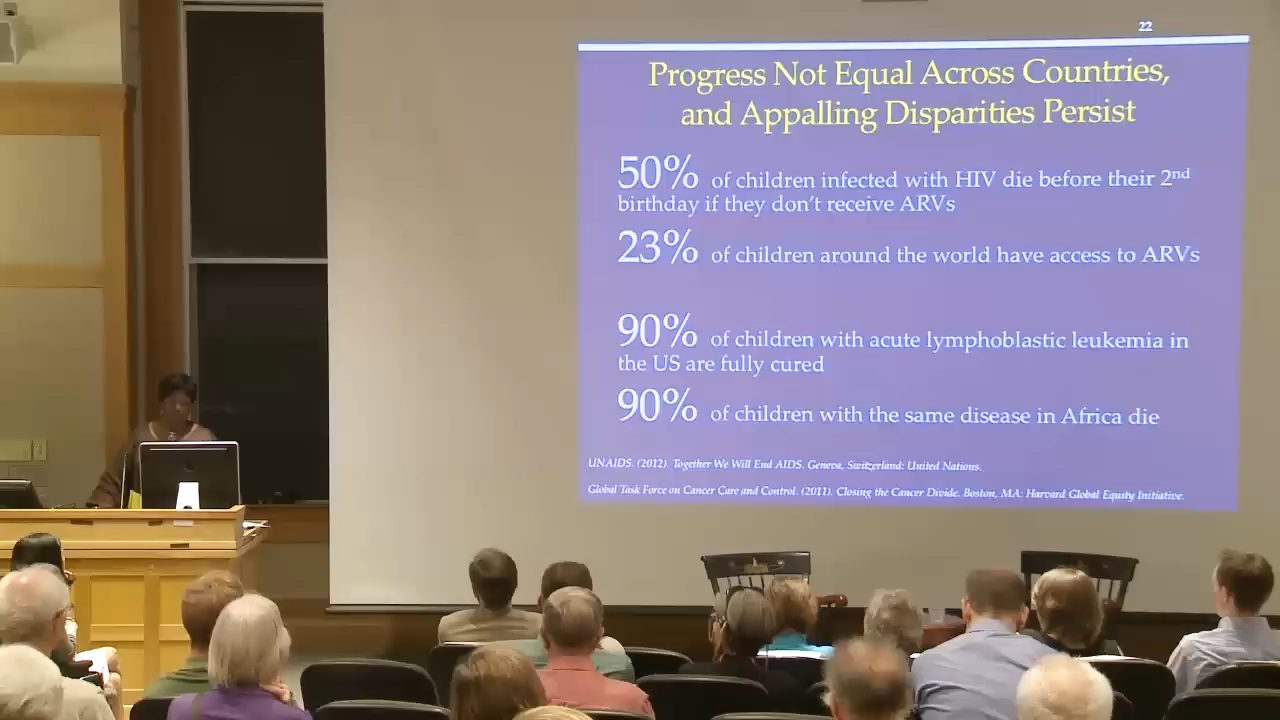 22
Progress Not Equal Across Countries,
and Appalling Disparities Persist
50% of children infected with HIV die before their 2nd
birthday if they don't receive ARVs
23% of children around the world have access to ARVs
90% of children with acute lymphoblastic leukemia in
the US are fully cured
90% of children with the same disease in Africa die
UNAIDS. (2012). Together We Will End AIDS. Geneva, Switzerland: United Nations.
Global Task Force on Cancer Care and Control. (2011). Closing the Cancer Divide. Boston, MA: Harvard Global Equity Initiative.